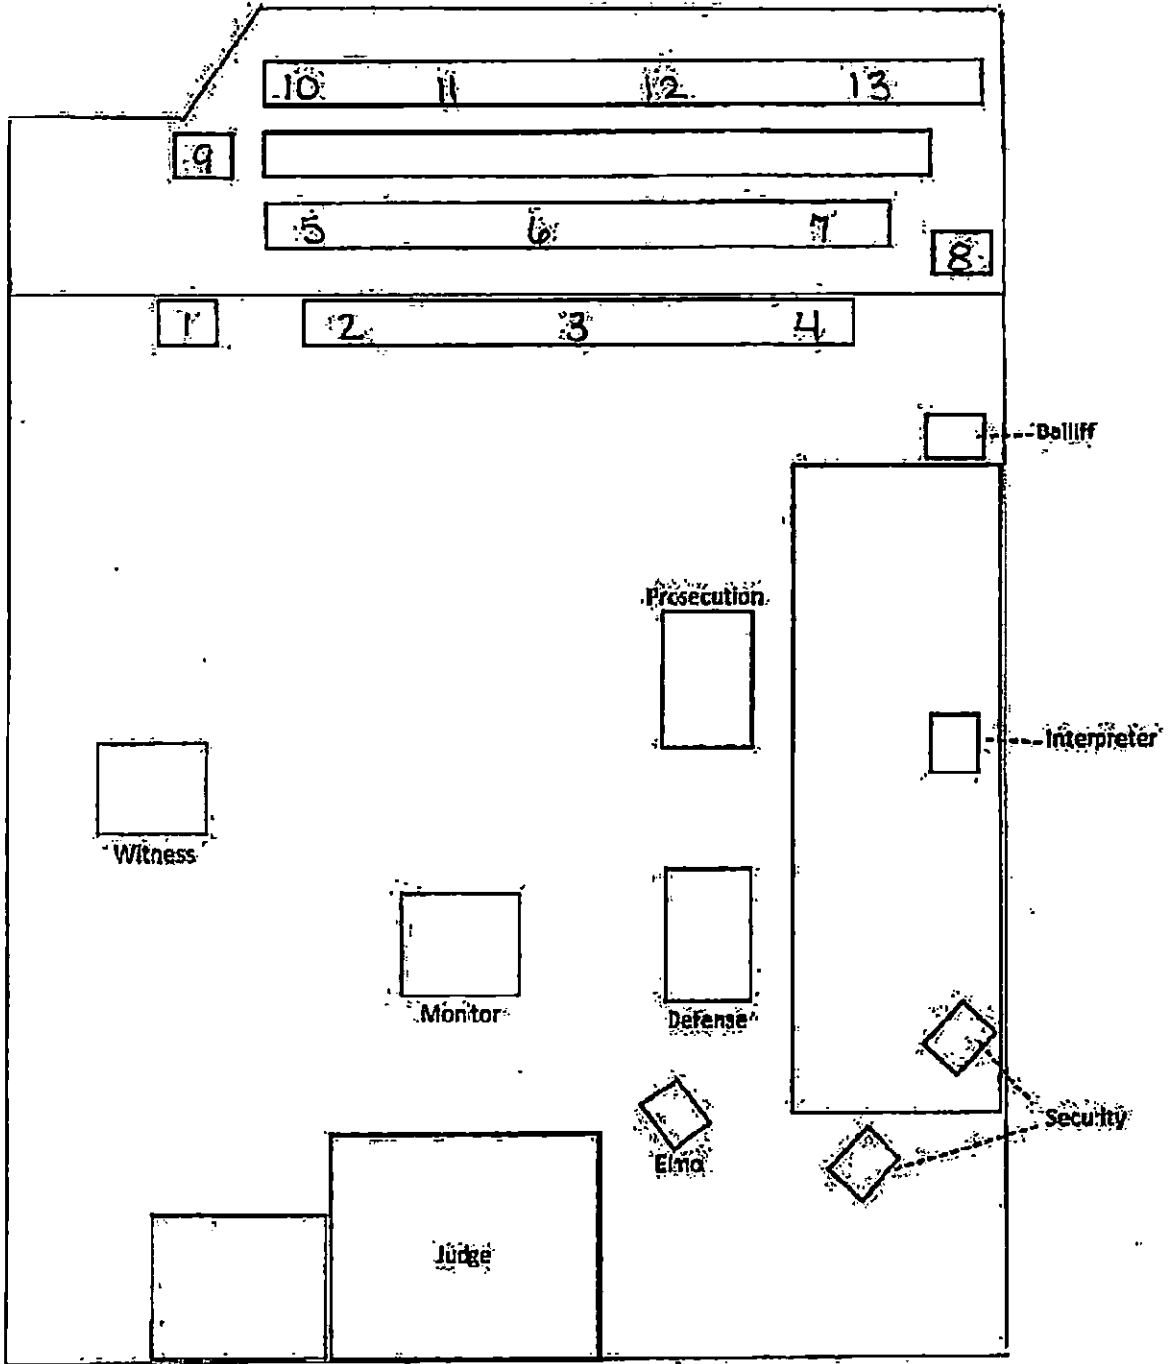 10 11 12 13
9
5 6 7
8
1 2 3 4
Bailiff
Prosecution
Interpreter
Witness
Monitor
Defense
Security
Elmo
Judge